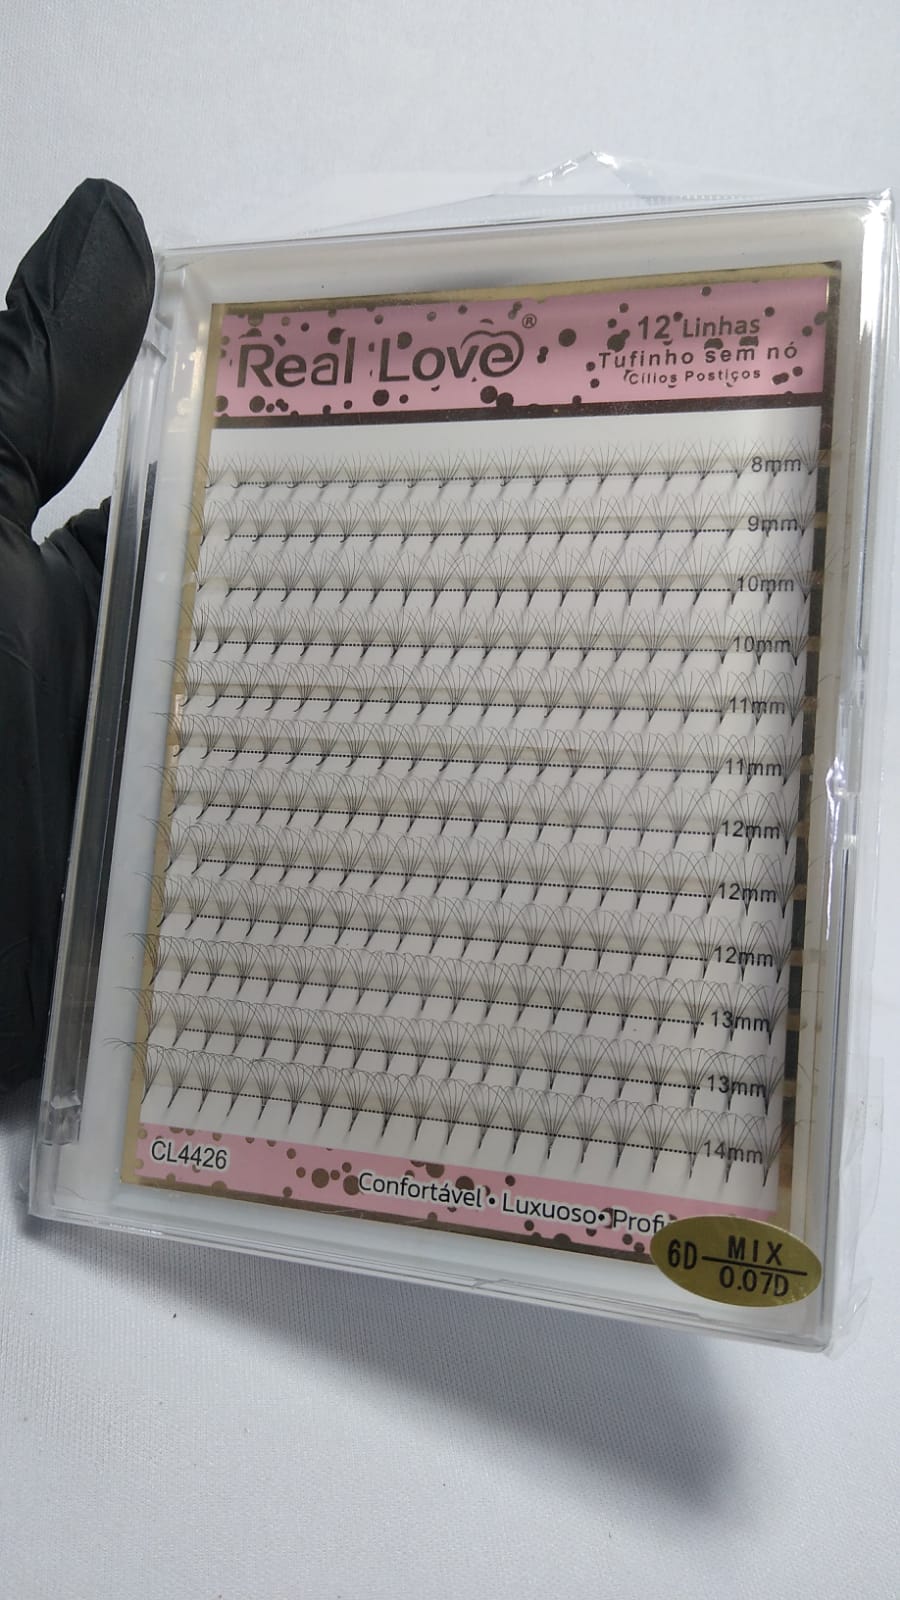 Real Love®
12 Linhas
Tufinho sem nó
Cílios Postiços
8mm
9mm
10mm
10mm
11mm
11mm
12mm
12mm
12mm
13mm
13mm
14mm
CL4426
Confortável • Luxuoso • Profi
6D MIX
0.07D